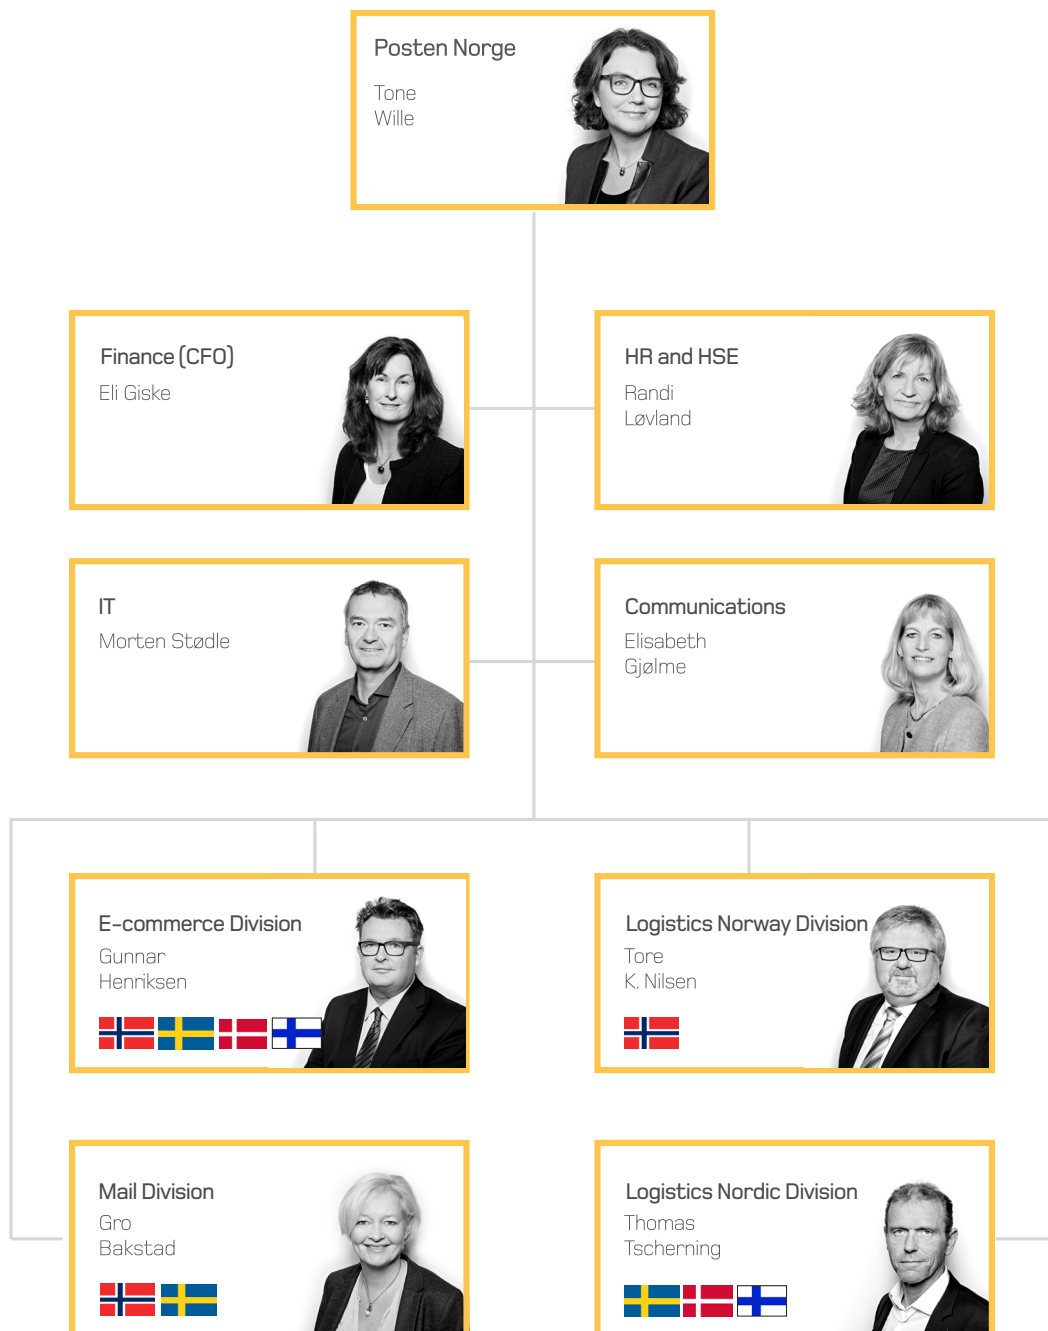 Posten Norge
Tone
Wille
Finance (CFO)
Eli Giske
HR and HSE
Randi
Løvland
IT
Morten Stødle
Communications
Elisabeth
Gjølme
E-commerce Division
Gunnar
Henriksen
Logistics Norway Division
Tore
K. Nilsen
Mail Division
Gro
Bakstad
Logistics Nordic Division
Thomas
Tscherning